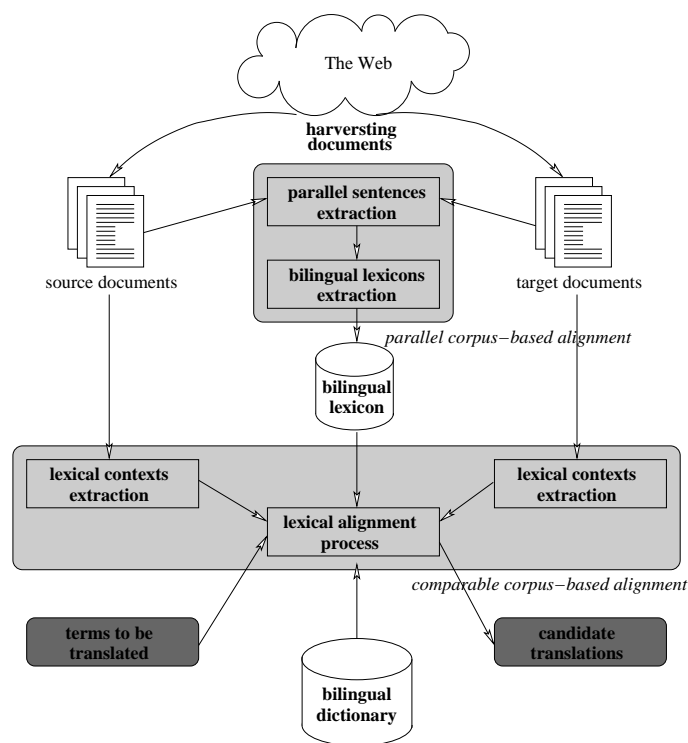 The Web
harversting
documents
parallel sentences
extraction
source documents
bilingual lexicons
extraction
target documents
parallel corpus−based alignment
bilingual
lexicon
lexical contexts
extraction
lexical contexts
extraction
lexical alignment
process
comparable corpus−based alignment
terms to be
translated
candidate
translations
bilingual
dictionary